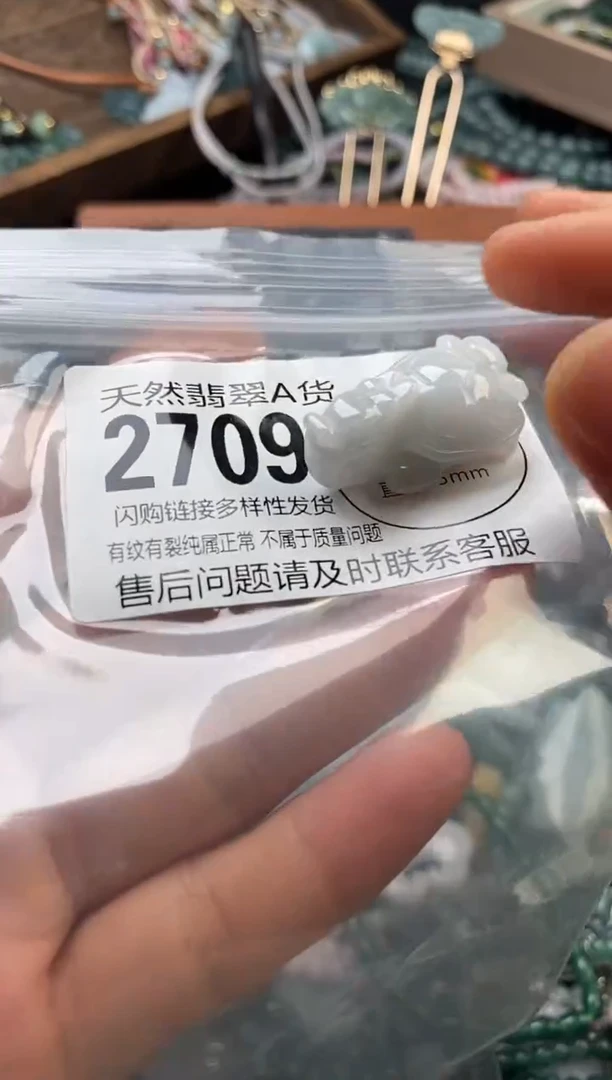 天然翡翠A货
2709
mm
闪购链接多样性发货
有纹有裂纯属正常 不属于质量问题
售后问题请及时联系客服